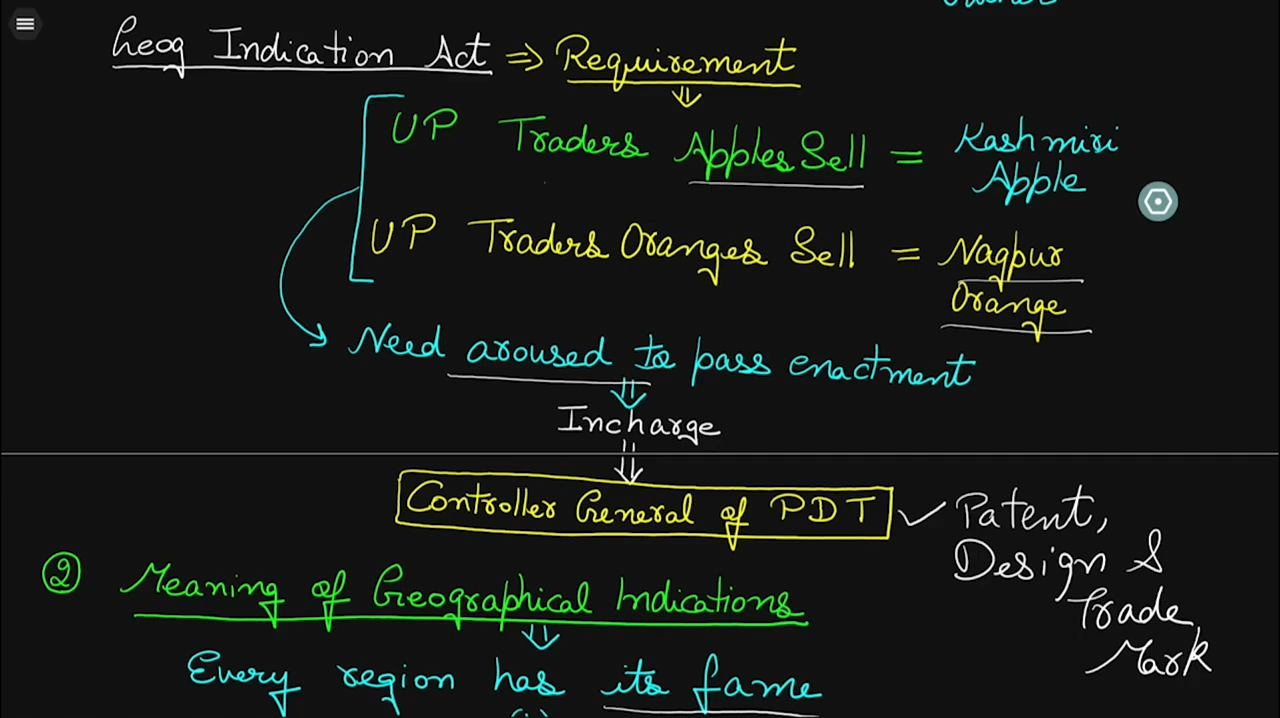 Geog Indication Act ⇒ Requirement
UP Traders Apples Sell = Kashmiri
Apple
UP Traders Oranges Sell = Nagpur
Orange
Need aroused to pass enactment
Incharge
Controller General of PDT ✓ Patent,
Design &
Trade
Mark
② Meaning of Geographical Indications
Every region has its fame